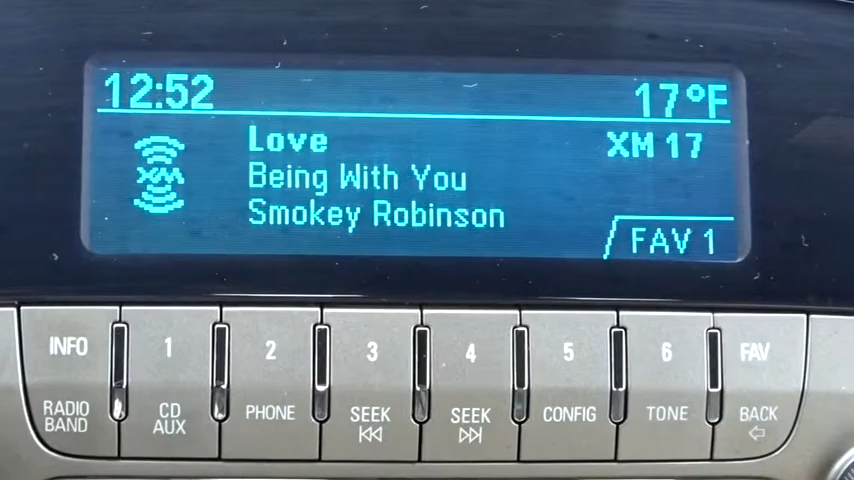 12:52 17°F
Love XM 17
XM
Being With You
Smokey Robinson
FAV 1
INFO 1 2 3 4 5 6 FAV
RADIO BAND CD AUX PHONE SEEK SEEK CONFIG TONE BACK